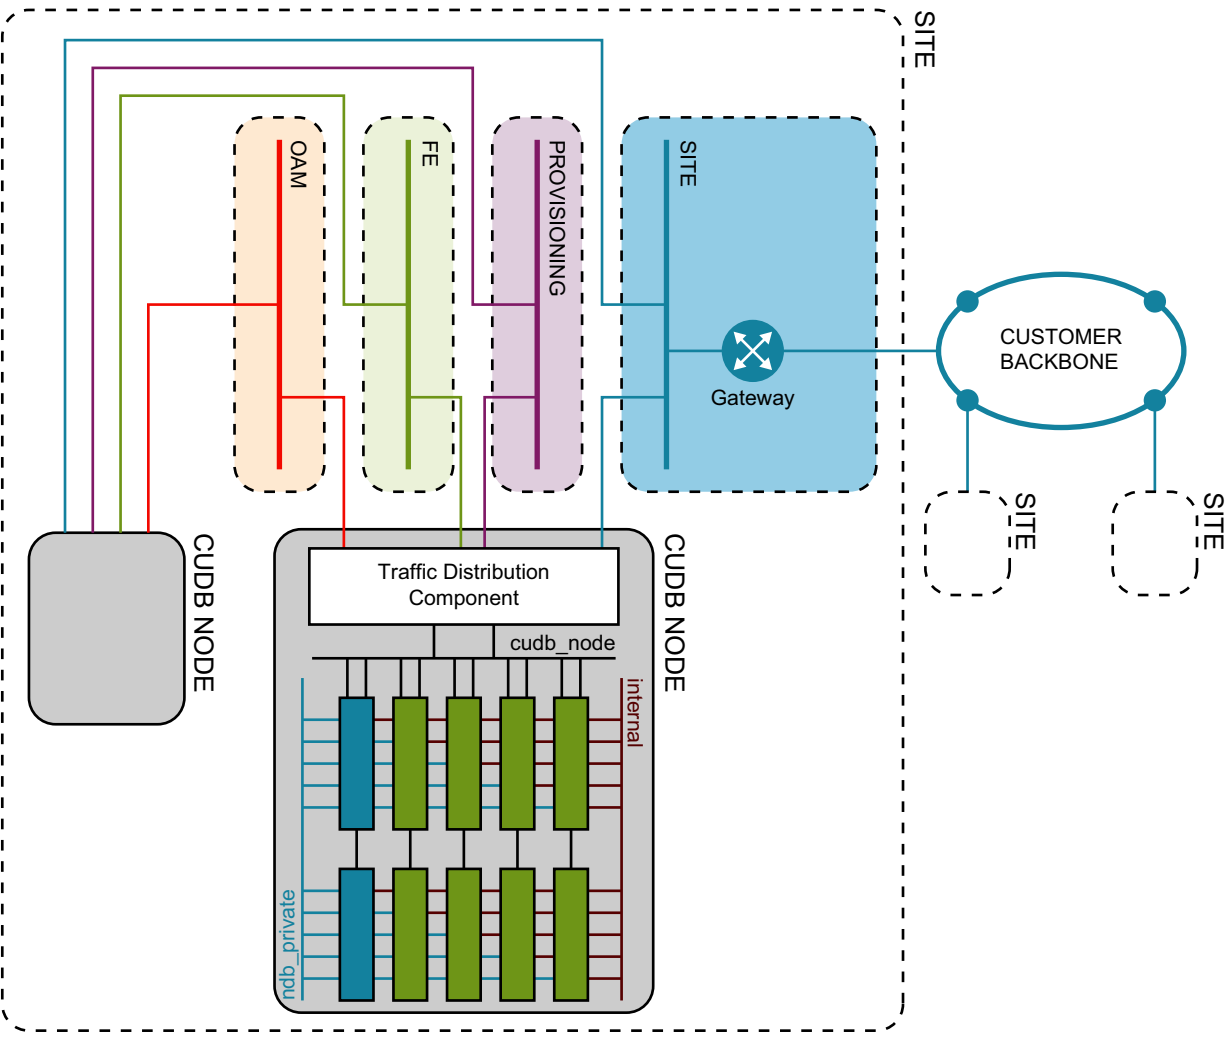 SITE
OAM
FE
PROVISIONING
SITE
CUSTOMER
BACKBONE
Gateway
SITE
SITE
CUDB NODE
CUDB NODE
Traffic Distribution
Component
cudb_node
internal
ndb_private